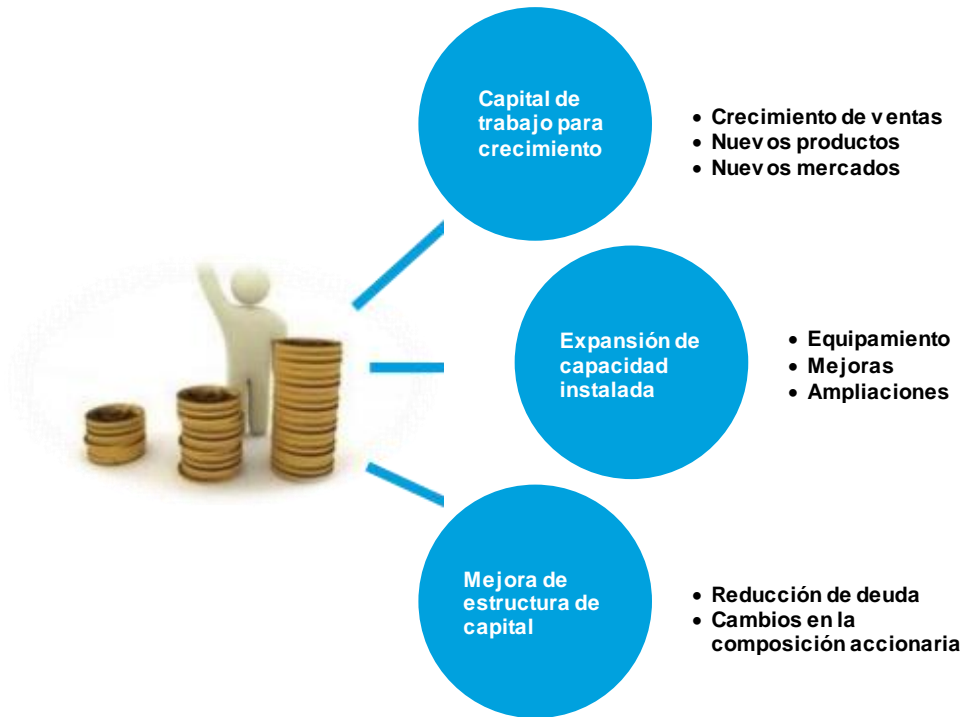 Capital de
trabajo para
crecimiento
• Crecimiento de ventas
• Nuevos productos
• Nuevos mercados
Expansión de
capacidad
instalada
• Equipamiento
• Mejoras
• Ampliaciones
Mejora de
estructura de
capital
• Reducción de deuda
• Cambios en la
composición accionaria